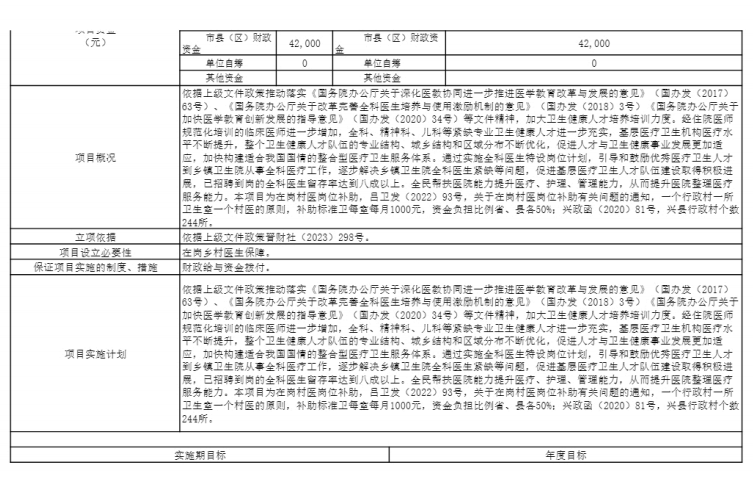 （元）
市县（区）财政资金
42,000
市县（区）财政资金
42,000
单位自筹
0
单位自筹
0
其他资金
其他资金
项目概况
依据上级文件政策推动落实《国务院办公厅关于深化医教协同进一步推进医学教育改革与发展的意见》（国办发（2017）
63号）、《国务院办公厅关于改革完善全科医生培养与使用激励机制的意见》（国办发（2018）3号）《国务院办公厅关于
加快医学教育创新发展的指导意见》（国办发（2020）34号）等文件精神，加大卫生健康人才培养培训力度，经住院医师
规范化培训的临床医师进一步增加，全科、精神科、儿科等紧缺专业卫生健康人才进一步充实，基层医疗卫生机构医疗水
平不断提升，整个卫生健康人才队伍的专业结构、城乡结构和区域分布不断优化，促进人才与卫生健康事业发展更加适
应，加快构建适合我国国情的整合型医疗卫生服务体系。通过实施全科医生特设岗位计划，引导和鼓励优秀医疗卫生人才
到乡镇卫生院从事全科医疗工作，逐步解决乡镇卫生院全科医生紧缺等问题，促进基层医疗卫生人才队伍建设取得积极进
展，已招聘到岗的全科医生留存率达到八成以上。全民帮扶医院能力提升医疗、护理、管理能力，从而提升医院整理医疗
服务能力。本项目为在岗村医岗位补助，吕卫发（2022）93号，关于在岗村医岗位补助有关问题的通知，一个行政村一所
卫生室一个村医的原则，补助标准卫每室每月1000元，资金负担比例省、县各50%；兴政函（2020）81号，兴县行政村个数
244所。
立项依据
依据上级文件政策晋财社（2023）298号。
项目设立必要性
在岗乡村医生保障。
保证项目实施的制度、措施
财政给与资金拨付。
项目实施计划
依据上级文件政策推动落实《国务院办公厅关于深化医教协同进一步推进医学教育改革与发展的意见》（国办发（2017）
63号）、《国务院办公厅关于改革完善全科医生培养与使用激励机制的意见》（国办发（2018）3号）《国务院办公厅关于
加快医学教育创新发展的指导意见》（国办发（2020）34号）等文件精神，加大卫生健康人才培养培训力度，经住院医师
规范化培训的临床医师进一步增加，全科、精神科、儿科等紧缺专业卫生健康人才进一步充实，基层医疗卫生机构医疗水
平不断提升，整个卫生健康人才队伍的专业结构、城乡结构和区域分布不断优化，促进人才与卫生健康事业发展更加适
应，加快构建适合我国国情的整合型医疗卫生服务体系。通过实施全科医生特设岗位计划，引导和鼓励优秀医疗卫生人才
到乡镇卫生院从事全科医疗工作，逐步解决乡镇卫生院全科医生紧缺等问题，促进基层医疗卫生人才队伍建设取得积极进
展，已招聘到岗的全科医生留存率达到八成以上。全民帮扶医院能力提升医疗、护理、管理能力，从而提升医院整理医疗
服务能力。本项目为在岗村医岗位补助，吕卫发（2022）93号，关于在岗村医岗位补助有关问题的通知，一个行政村一所
卫生室一个村医的原则，补助标准卫每室每月1000元，资金负担比例省、县各50%；兴政函（2020）81号，兴县行政村个数
244所。
实施期目标
年度目标